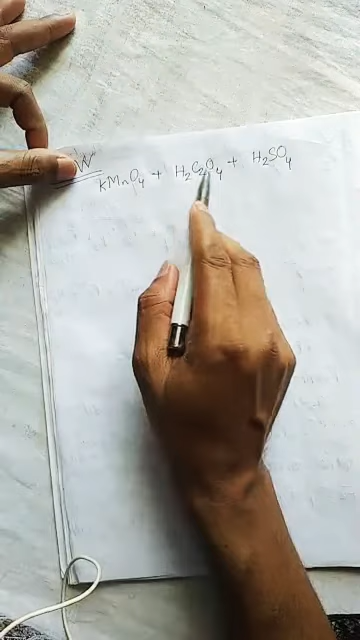 W
KMnO₄ + H₂C₂O₄ + H₂SO₄